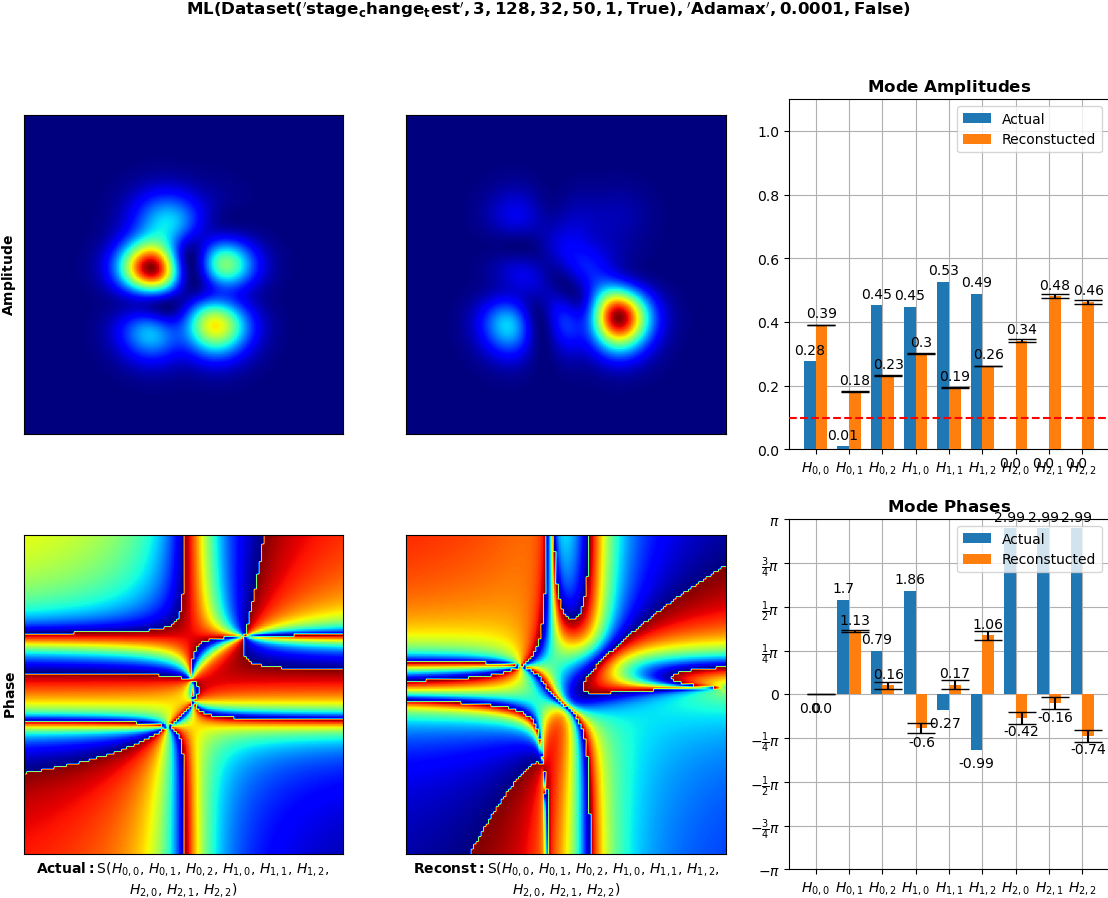 ML(Dataset('stage_change_test', 3, 128, 32, 50, 1, True), 'Adamax', 0.0001, False)
Amplitude
Mode Amplitudes
Actual
Reconstucted
1.0
0.8
0.6
0.4
0.2
0.0
0.28 0.01 0.45 0.45 0.53 0.49 0.0 0.0 0.0
0.39 0.18 0.23 0.3 0.19 0.26 0.34 0.48 0.46
H0,0 H0,1 H0,2 H1,0 H1,1 H1,2 H2,0 H2,1 H2,2
Phase
Mode Phases
Actual
Reconstucted
π
3/4π
1/2π
1/4π
0
−1/4π
−1/2π
−3/4π
−π
0.0 1.7 0.79 1.86 -0.27 -0.99 2.99 2.99 2.99
0.0 1.13 0.16 -0.6 0.17 1.06 -0.42 -0.16 -0.74
H0,0 H0,1 H0,2 H1,0 H1,1 H1,2 H2,0 H2,1 H2,2
Actual: S(H0,0, H0,1, H0,2, H1,0, H1,1, H1,2,
H2,0, H2,1, H2,2)
Reconst: S(H0,0, H0,1, H0,2, H1,0, H1,1, H1,2,
H2,0, H2,1, H2,2)